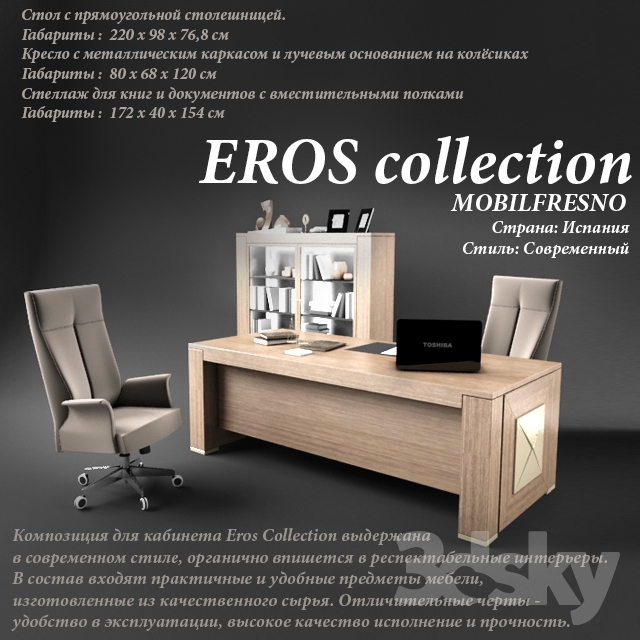 Стол с прямоугольной столешницей.
Габариты :  220 х 98 х 76,8 см
Кресло с металлическим каркасом и лучевым основанием на колёсиках
Габариты :  80 х 68 х 120 см
Стеллаж для книг и документов с вместительными полками
Габариты :  172 х 40 х 154 см
EROS collection
MOBILFRESNO
Страна: Испания
Стиль: Современный
TOSHIBA
Композиция для кабинета Eros Collection выдержана
в современном стиле, органично впишется в респектабельные интерьеры.
В состав входят практичные и удобные предметы мебели,
изготовленные из качественного сырья. Отличительные черты -
удобство в эксплуатации, высокое качество исполнение и прочность.
3dsky